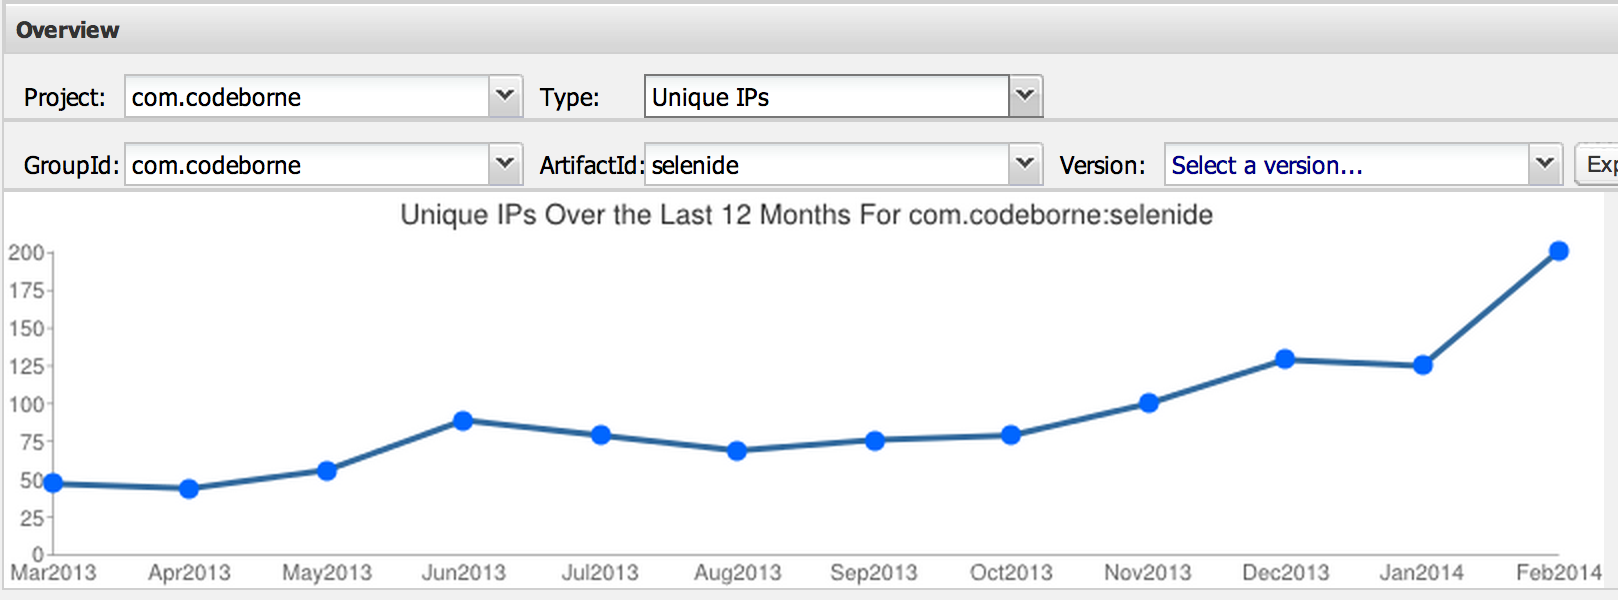 Overview
Project: com.codeborne Type: Unique IPs
GroupId: com.codeborne ArtifactId: selenide Version: Select a version... Exp
Unique IPs Over the Last 12 Months For com.codeborne:selenide
200
175
150
125
100
75
50
25
0
Mar2013 Apr2013 May2013 Jun2013 Jul2013 Aug2013 Sep2013 Oct2013 Nov2013 Dec2013 Jan2014 Feb2014